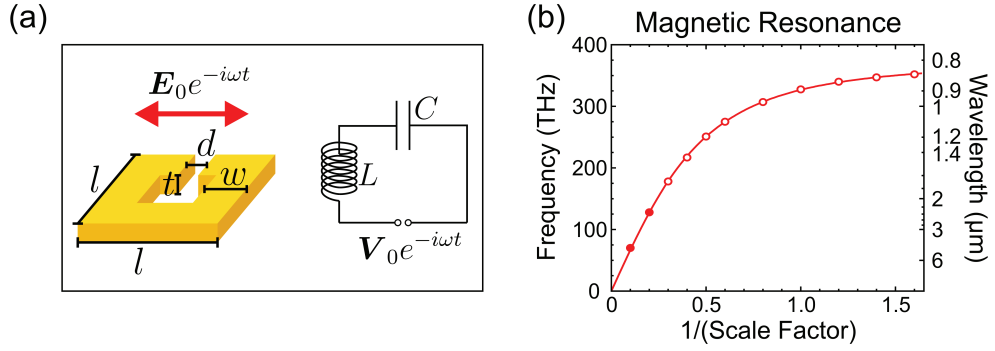 (a)
E₀e^{-iωt}
d
l
t
w
l
C
L
V₀e^{-iωt}
(b)
Magnetic Resonance
Frequency (THz)
400
300
200
100
0
0
0.5
1.0
1.5
1/(Scale Factor)
0.8
0.9
1
1.2
1.4
2
3
6
Wavelength (μm)